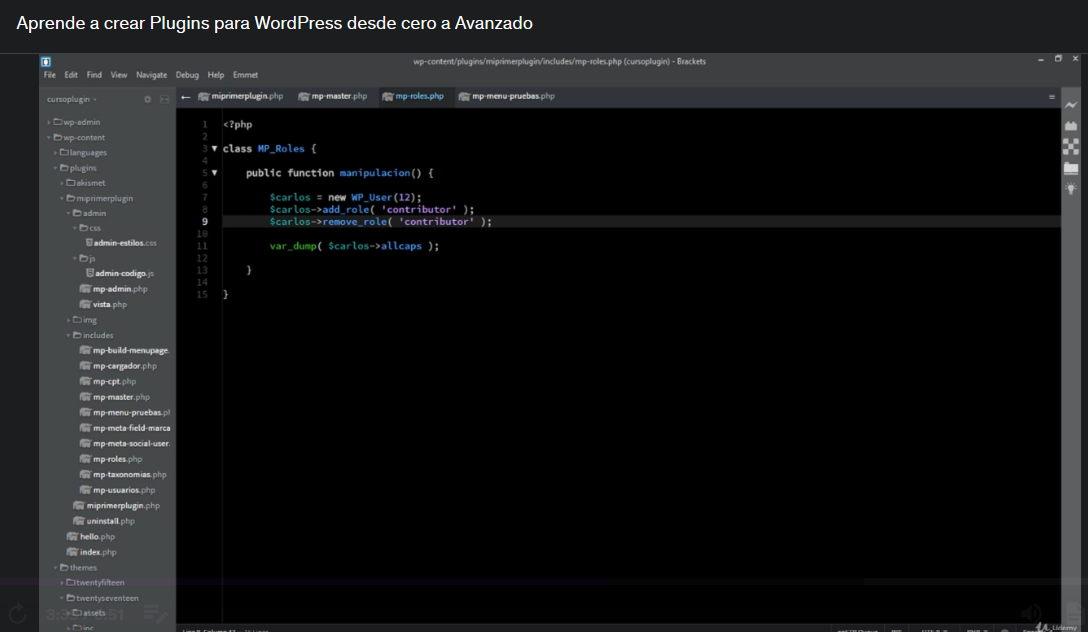 Aprende a crear Plugins para WordPress desde cero a Avanzado
wp-content/plugins/miprimerplugin/includes/mp-roles.php (cursoplugin) - Brackets
File Edit Find View Navigate Debug Help Emmet
cursoplugin
miprimerplugin.php mp-master.php mp-roles.php mp-menu-pruebas.php
wp-admin
wp-content
languages
plugins
akismet
miprimerplugin
admin
css
admin-estilos.css
js
admin-codigo.js
mp-admin.php
vista.php
img
includes
mp-build-menupage.
mp-cargador.php
mp-cpt.php
mp-master.php
mp-menu-pruebas.pl
mp-meta-field-marca
mp-meta-social-user.
mp-roles.php
mp-taxonomias.php
mp-usuarios.php
miprimerplugin.php
uninstall.php
hello.php
index.php
themes
twentyfifteen
twentyseventeen
assets
inc
1 <?php
2
3 class MP_Roles {
4
5 public function manipulacion() {
6
7 $carlos = new WP_User(12);
8 $carlos->add_role( 'contributor' );
9 $carlos->remove_role( 'contributor' );
10
11 var_dump( $carlos->allcaps );
12
13 }
14
15 }
Udemy